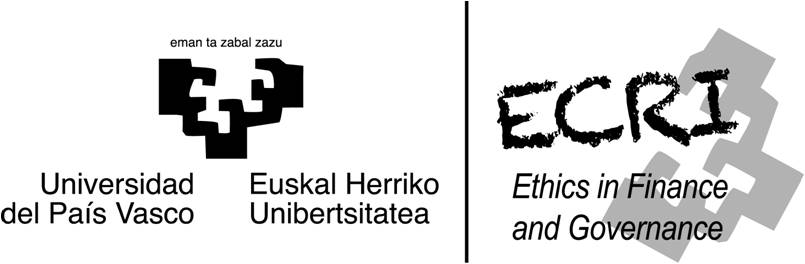 eman ta zabal zazu
Universidad
del País Vasco
Euskal Herriko
Unibertsitatea
ECRI
Ethics in Finance
and Governance